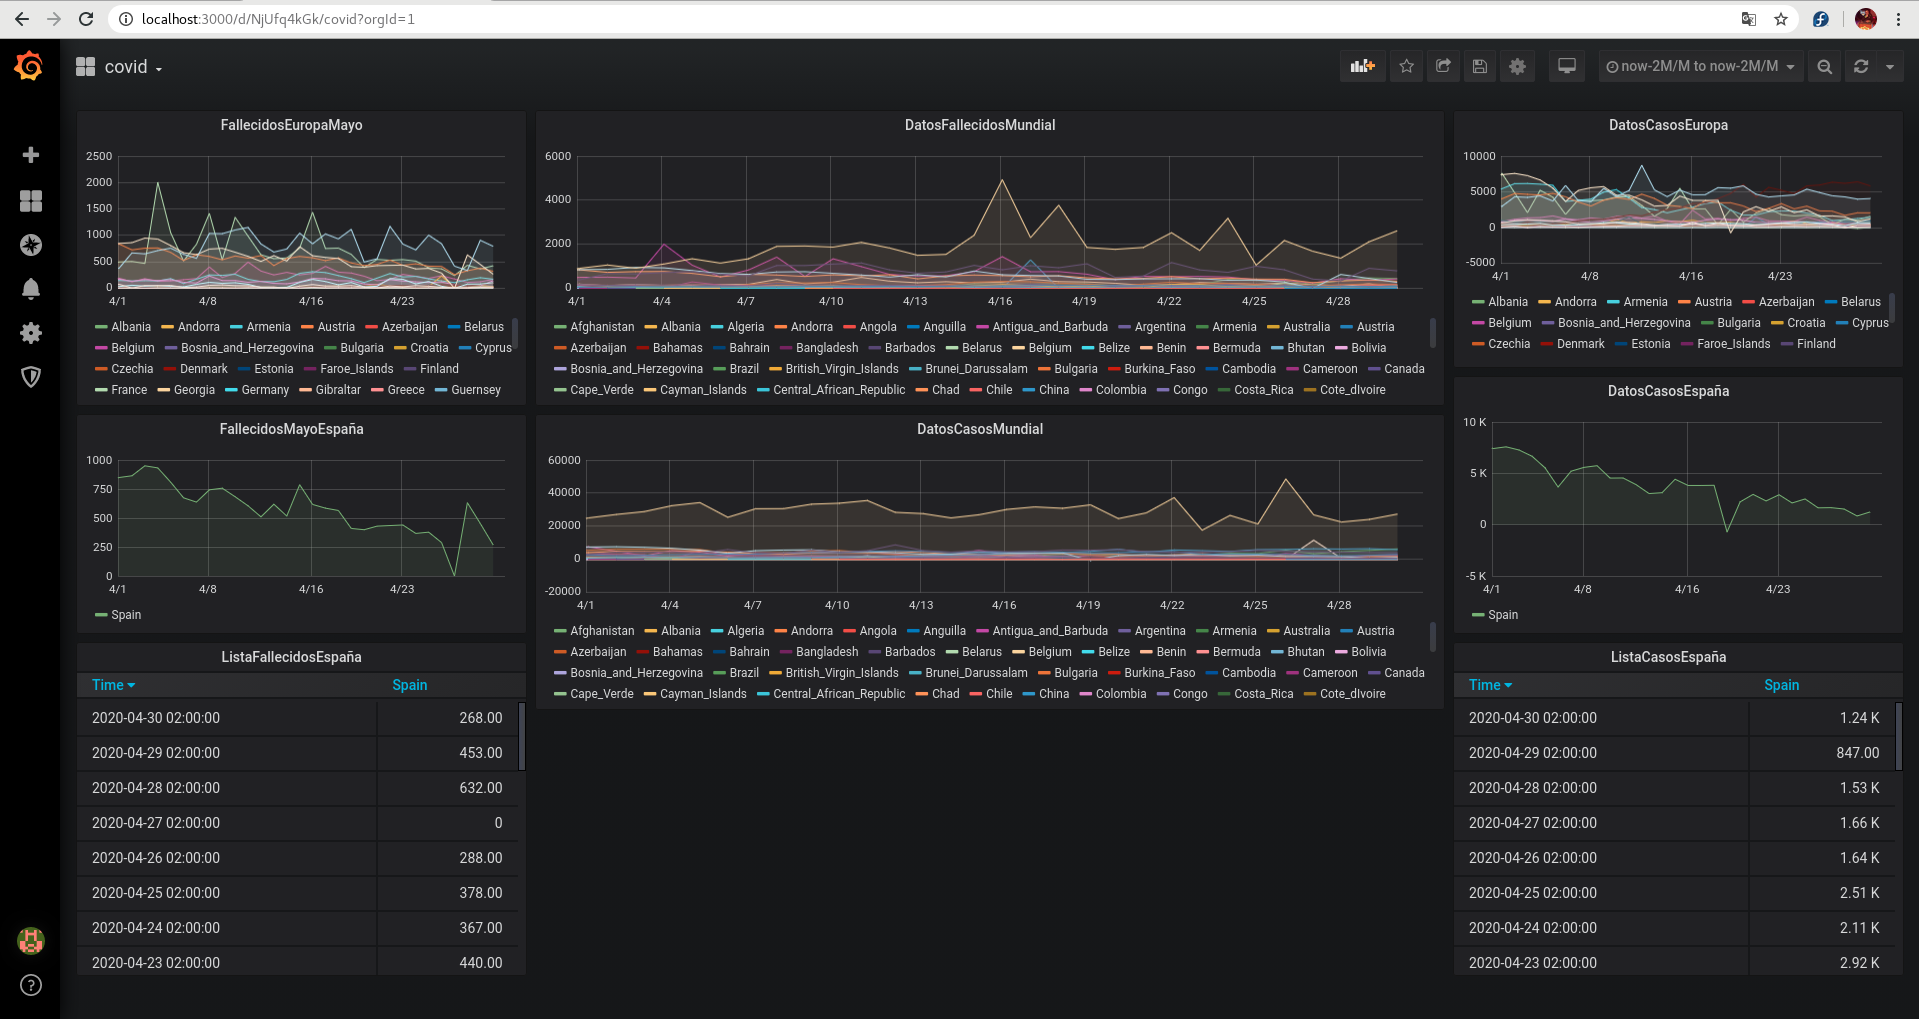 localhost:3000/d/NjUfq4kGk/covid?orgId=1
covid
now-2M/M to now-2M/M
FallecidosEuropaMayo
2500
2000
1500
1000
500
0
4/1 4/8 4/16 4/23
Albania Andorra Armenia Austria Azerbaijan Belarus
Belgium Bosnia_and_Herzegovina Bulgaria Croatia Cyprus
Czechia Denmark Estonia Faroe_Islands Finland
France Georgia Germany Gibraltar Greece Guernsey
DatosFallecidosMundial
6000
4000
2000
0
4/1 4/4 4/7 4/10 4/13 4/16 4/19 4/22 4/25 4/28
Afghanistan Albania Algeria Andorra Angola Anguilla Antigua_and_Barbuda Argentina Armenia Australia Austria
Azerbaijan Bahamas Bahrain Bangladesh Barbados Belarus Belgium Belize Benin Bermuda Bhutan Bolivia
Bosnia_and_Herzegovina Brazil British_Virgin_Islands Brunei_Darussalam Bulgaria Burkina_Faso Cambodia Cameroon Canada
Cape_Verde Cayman_Islands Central_African_Republic Chad Chile China Colombia Congo Costa_Rica Cote_dIvoire
DatosCasosEuropa
10000
5000
0
-5000
4/1 4/8 4/16 4/23
Albania Andorra Armenia Austria Azerbaijan Belarus
Belgium Bosnia_and_Herzegovina Bulgaria Croatia Cyprus
Czechia Denmark Estonia Faroe_Islands Finland
FallecidosMayoEspaña
1000
750
500
250
0
4/1 4/8 4/16 4/23
Spain
DatosCasosMundial
60000
40000
20000
0
-20000
4/1 4/4 4/7 4/10 4/13 4/16 4/19 4/22 4/25 4/28
Afghanistan Albania Algeria Andorra Angola Anguilla Antigua_and_Barbuda Argentina Armenia Australia Austria
Azerbaijan Bahamas Bahrain Bangladesh Barbados Belarus Belgium Belize Benin Bermuda Bhutan Bolivia
Bosnia_and_Herzegovina Brazil British_Virgin_Islands Brunei_Darussalam Bulgaria Burkina_Faso Cambodia Cameroon Canada
Cape_Verde Cayman_Islands Central_African_Republic Chad Chile China Colombia Congo Costa_Rica Cote_dIvoire
DatosCasosEspaña
10 K
5 K
0
-5 K
4/1 4/8 4/16 4/23
Spain
ListaFallecidosEspaña
Time Spain
2020-04-30 02:00:00 268.00
2020-04-29 02:00:00 453.00
2020-04-28 02:00:00 632.00
2020-04-27 02:00:00 0
2020-04-26 02:00:00 288.00
2020-04-25 02:00:00 378.00
2020-04-24 02:00:00 367.00
2020-04-23 02:00:00 440.00
ListaCasosEspaña
Time Spain
2020-04-30 02:00:00 1.24 K
2020-04-29 02:00:00 847.00
2020-04-28 02:00:00 1.53 K
2020-04-27 02:00:00 1.66 K
2020-04-26 02:00:00 1.64 K
2020-04-25 02:00:00 2.51 K
2020-04-24 02:00:00 2.11 K
2020-04-23 02:00:00 2.92 K